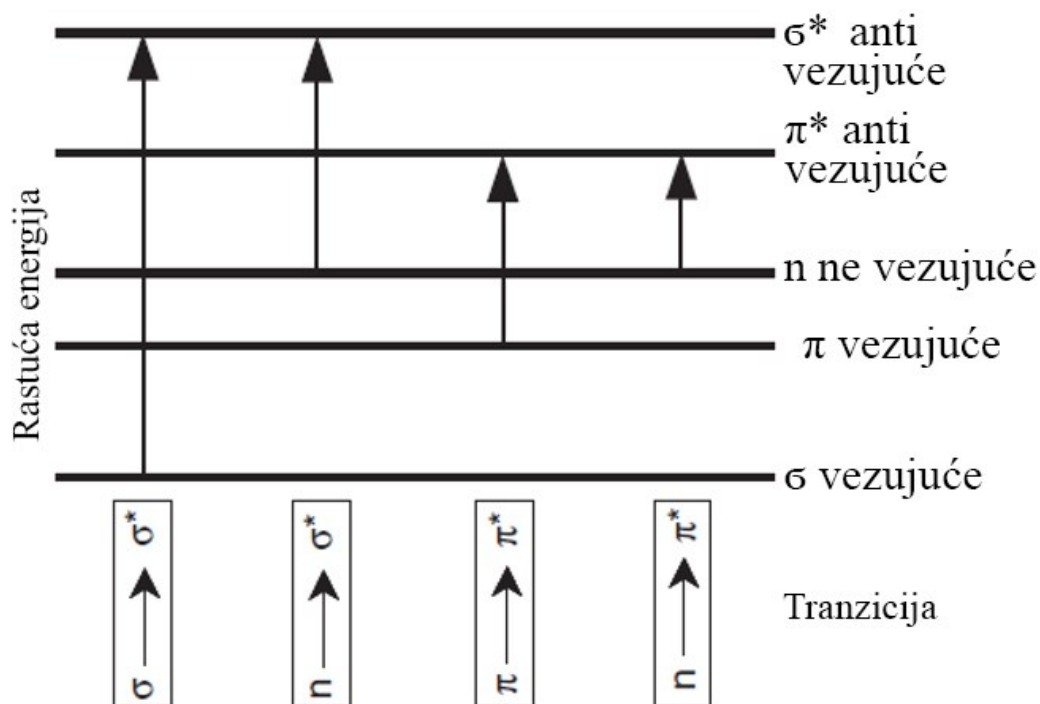 σ* anti
vezujuće
π* anti
vezujuće
n ne vezujuće
π vezujuće
σ vezujuće
Rastuća energija
σ → σ*
n → σ*
π → π*
n → π*
Tranzicija